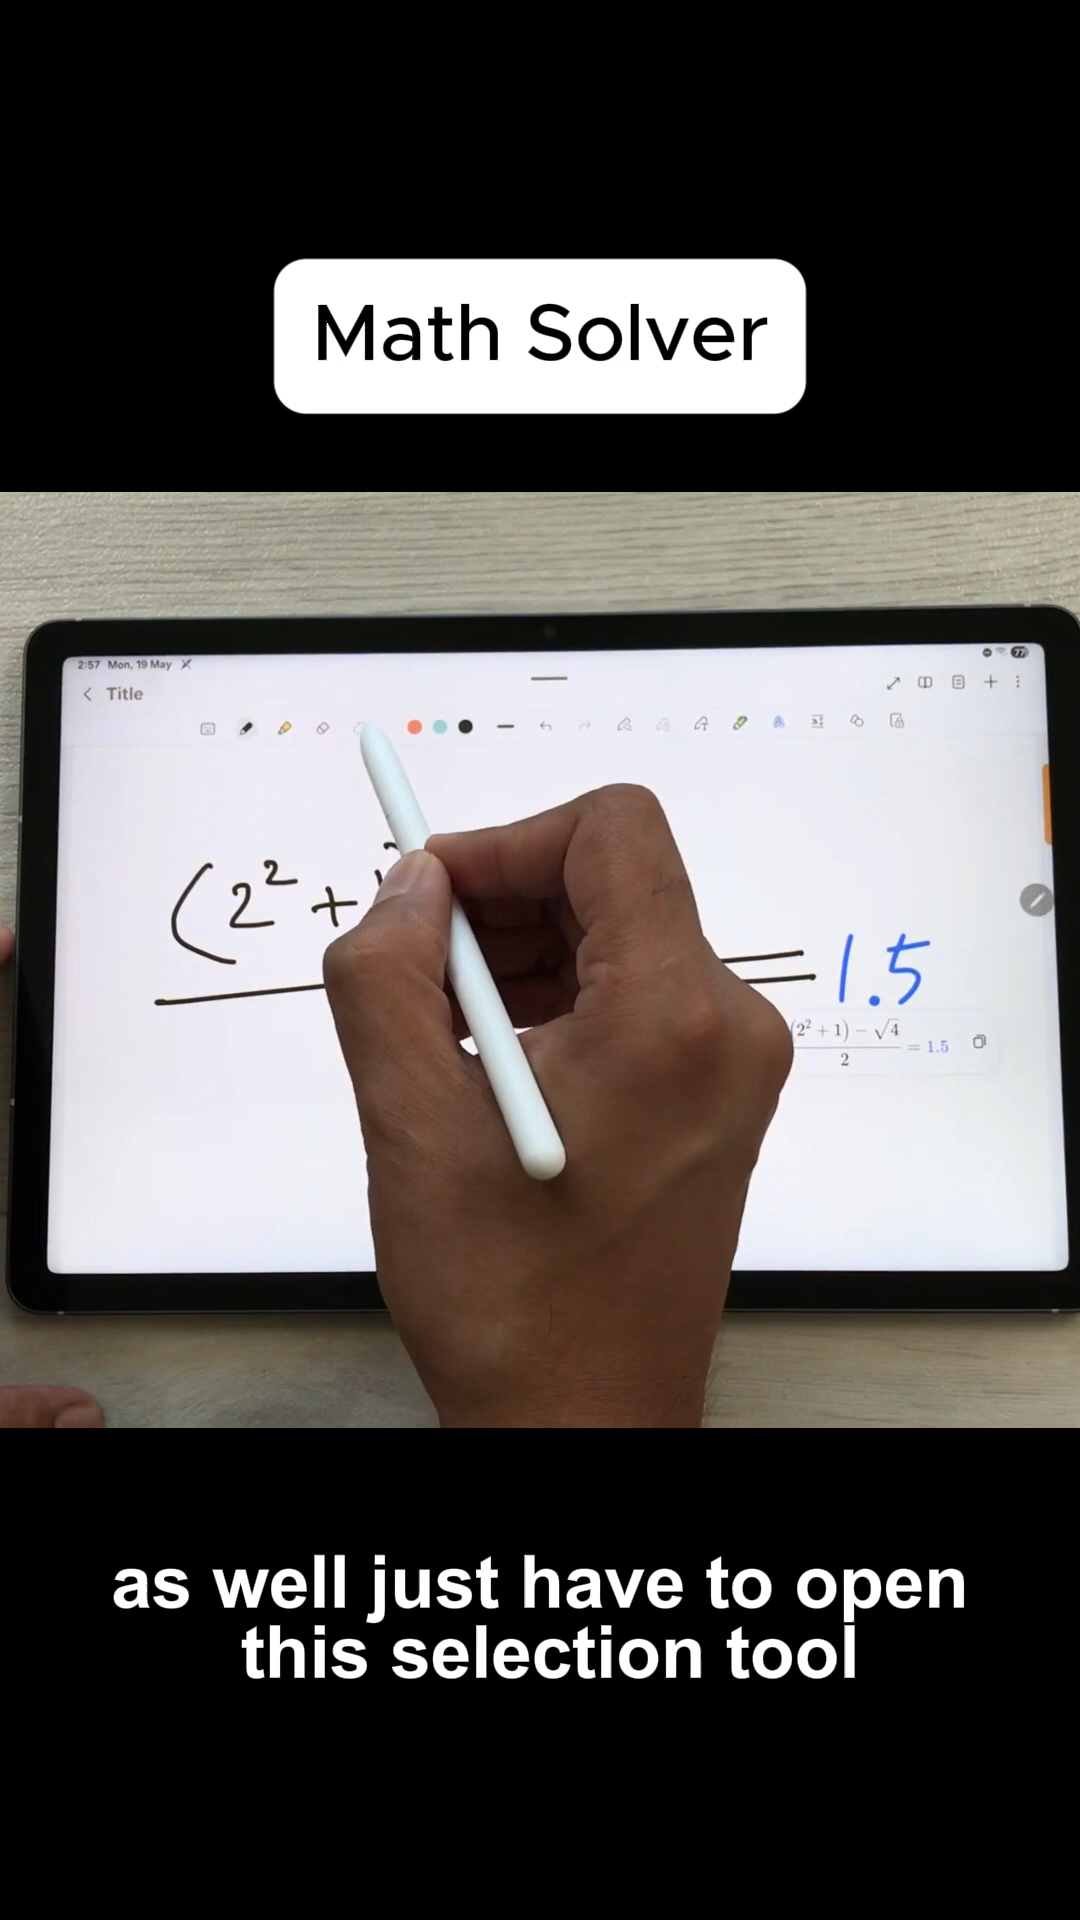 Math Solver
2:57 Mon, 19 May
77
Title
(2² +
= 1.5
(2² + 1) − √4
2
= 1.5
as well just have to open
this selection tool